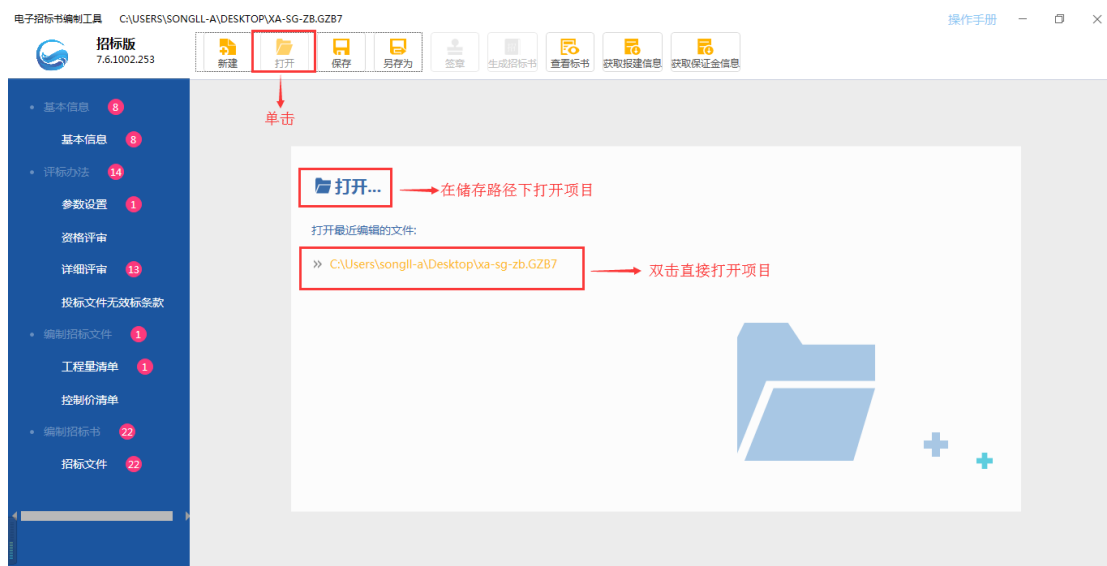 电子招标书编制工具 C:\USERS\SONGLL-A\DESKTOP\XA-SG-ZB.GZB7 操作手册
招标版
7.6.1002.253
新建 打开 保存 另存为 签章 生成招标书 查看标书 获取报建信息 获取保证金信息
单击
基本信息 8
基本信息 8
评标办法 14
参数设置 1
资格评审
详细评审 13
投标文件无效标条款
编制招标文件 1
工程量清单 1
控制价清单
编制招标书 22
招标文件 22
打开... 在储存路径下打开项目
打开最近编辑的文件:
» C:\Users\songll-a\Desktop\xa-sg-zb.GZB7 双击直接打开项目